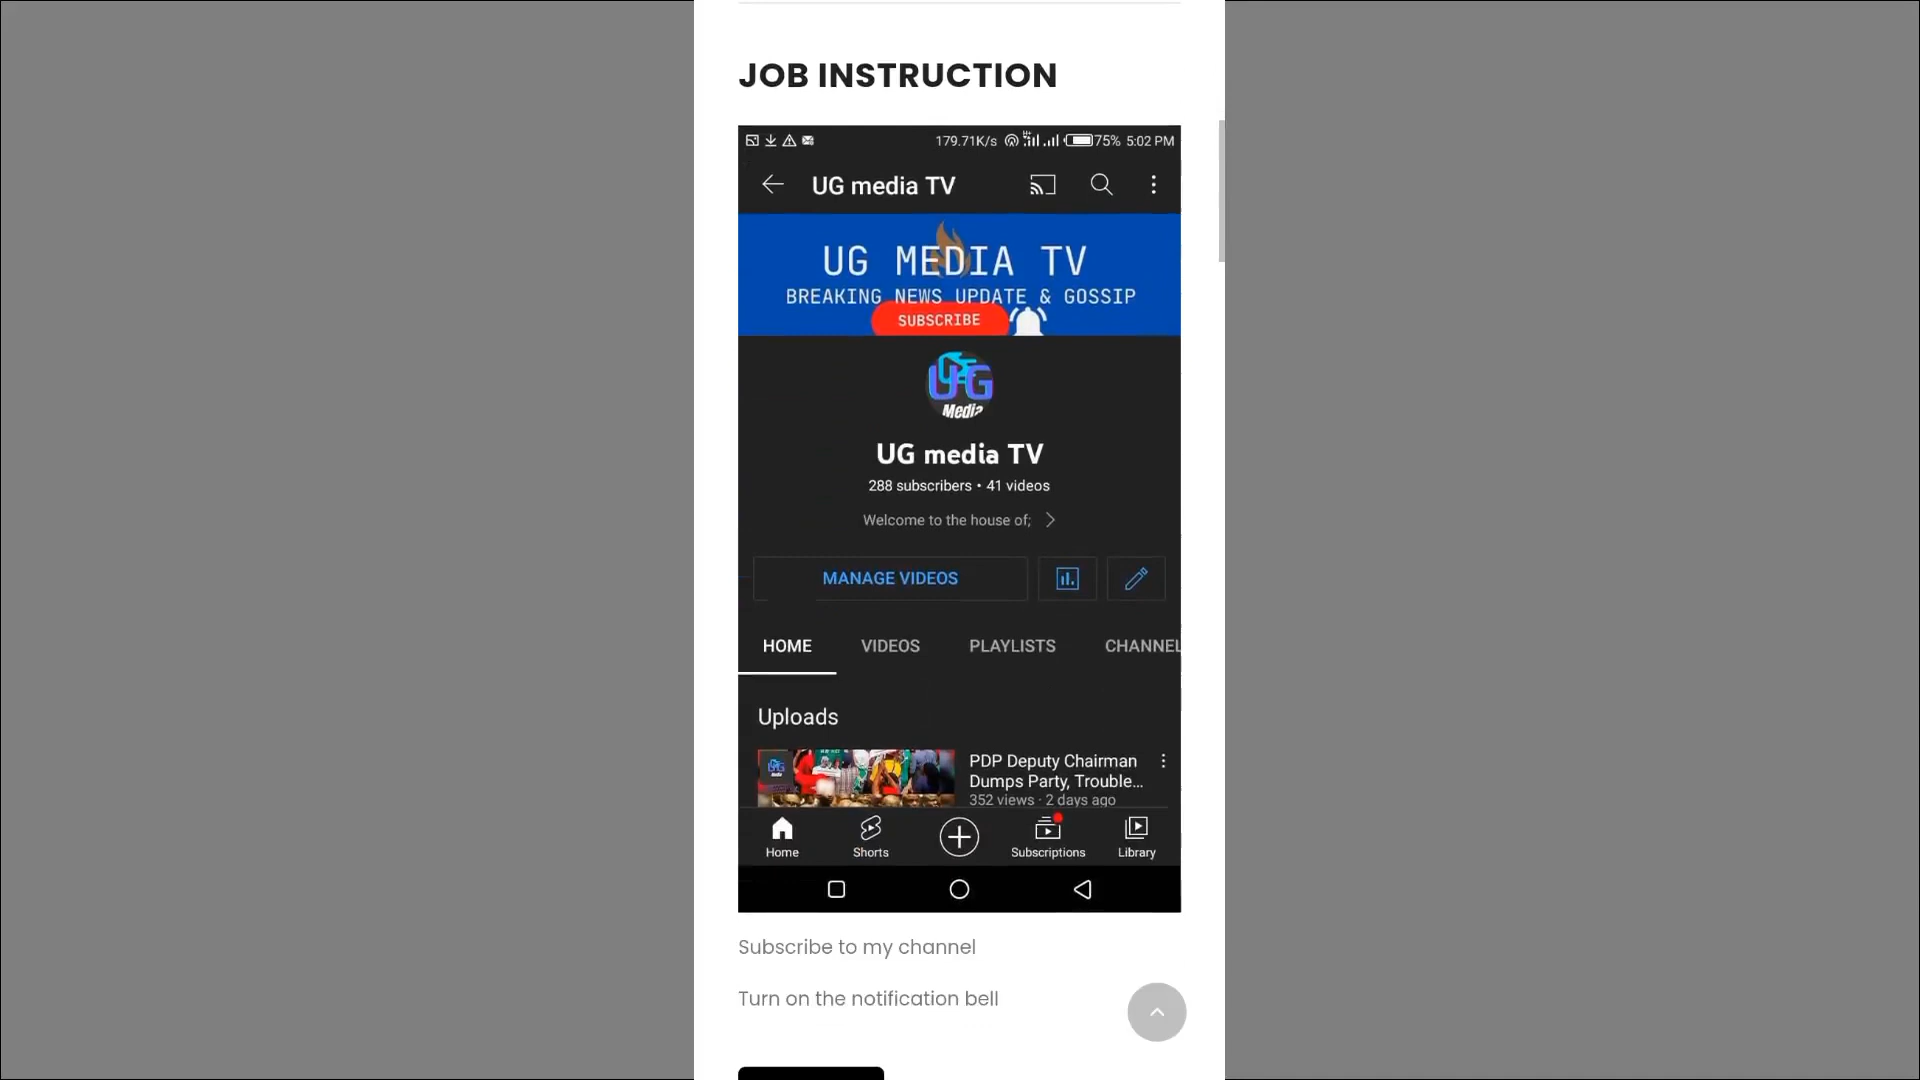 JOB INSTRUCTION
179.71K/s 75% 5:02 PM
UG media TV
UG MEDIA TV
BREAKING NEWS UPDATE & GOSSIP
SUBSCRIBE
UG
Media
UG media TV
288 subscribers • 41 videos
Welcome to the house of;
MANAGE VIDEOS
HOME VIDEOS PLAYLISTS CHANNEL
Uploads
PDP Deputy Chairman
Dumps Party, Trouble...
352 views · 2 days ago
Home Shorts Subscriptions Library
Subscribe to my channel
Turn on the notification bell